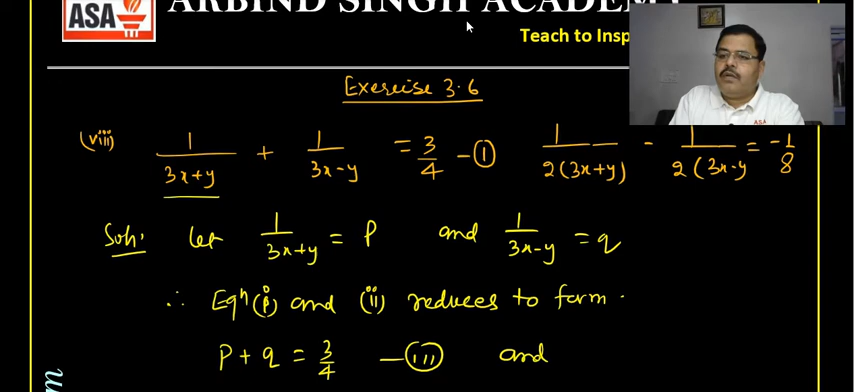 ARBIND SINGH ACADEMY
ASA
Teach to Insp
ASA
Exercise 3.6
(viii) 1/(3x+y) + 1/(3x-y) = 3/4 - ① 1/2(3x+y) - 1/2(3x-y = -1/8
Soln. let 1/(3x+y) = P and 1/(3x-y) = q
∴ Eqn (i) and (ii) reduces to form.
P + q = 3/4 - (iii) and